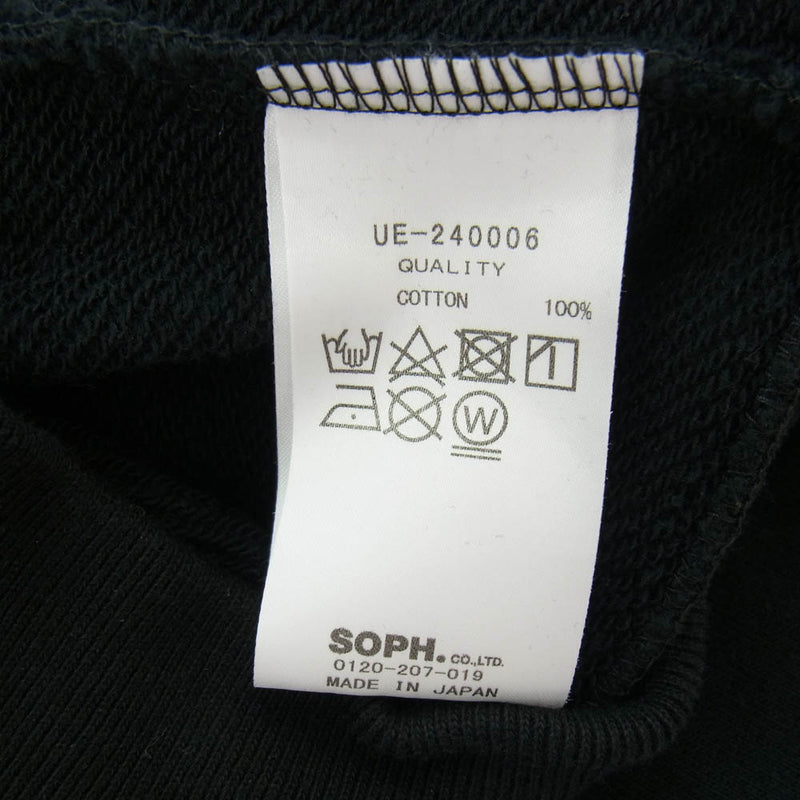 UE-240006
QUALITY
COTTON 100%
W
SOPH. CO.,LTD.
0120-207-019
MADE IN JAPAN